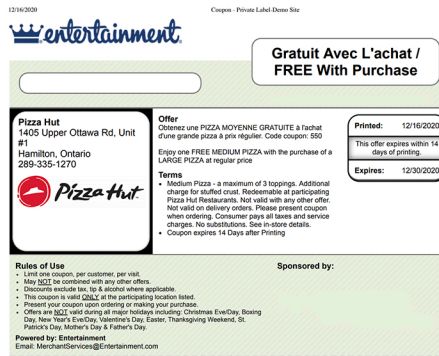 12/16/2020
Coupon - Private Label-Demo Site
entertainment.
Gratuit Avec L'achat /
FREE With Purchase
Pizza Hut
1405 Upper Ottawa Rd, Unit
#1
Hamilton, Ontario
289-335-1270
Pizza Hut
Offer
Obtenez une PIZZA MOYENNE GRATUITE à l'achat
d'une grande pizza à prix régulier. Code coupon: 550
Enjoy one FREE MEDIUM PIZZA with the purchase of a
LARGE PIZZA at regular price
Terms
• Medium Pizza - a maximum of 3 toppings. Additional
charge for stuffed crust. Redeemable at participating
Pizza Hut Restaurants. Not valid with any other offer.
Not valid on delivery orders. Please present coupon
when ordering. Consumer pays all taxes and service
charges. No substitutions. See in-store details.
• Coupon expires 14 Days after Printing
Printed: 12/16/2020
This offer expires within 14
days of printing.
Expires: 12/30/2020
Rules of Use
• Limit one coupon, per customer, per visit.
• May NOT be combined with any other offers.
• Discounts exclude tax, tip & alcohol where applicable.
• This coupon is valid ONLY at the participating location listed.
• Present your coupon upon ordering or making your purchase.
• Offers are NOT valid during all major holidays including: Christmas Eve/Day, Boxing
Day, New Year's Eve/Day, Valentine's Day, Easter, Thanksgiving Weekend, St.
Patrick's Day, Mother's Day & Father's Day.
Sponsored by:
Powered by: Entertainment
Email: MerchantServices@Entertainment.com